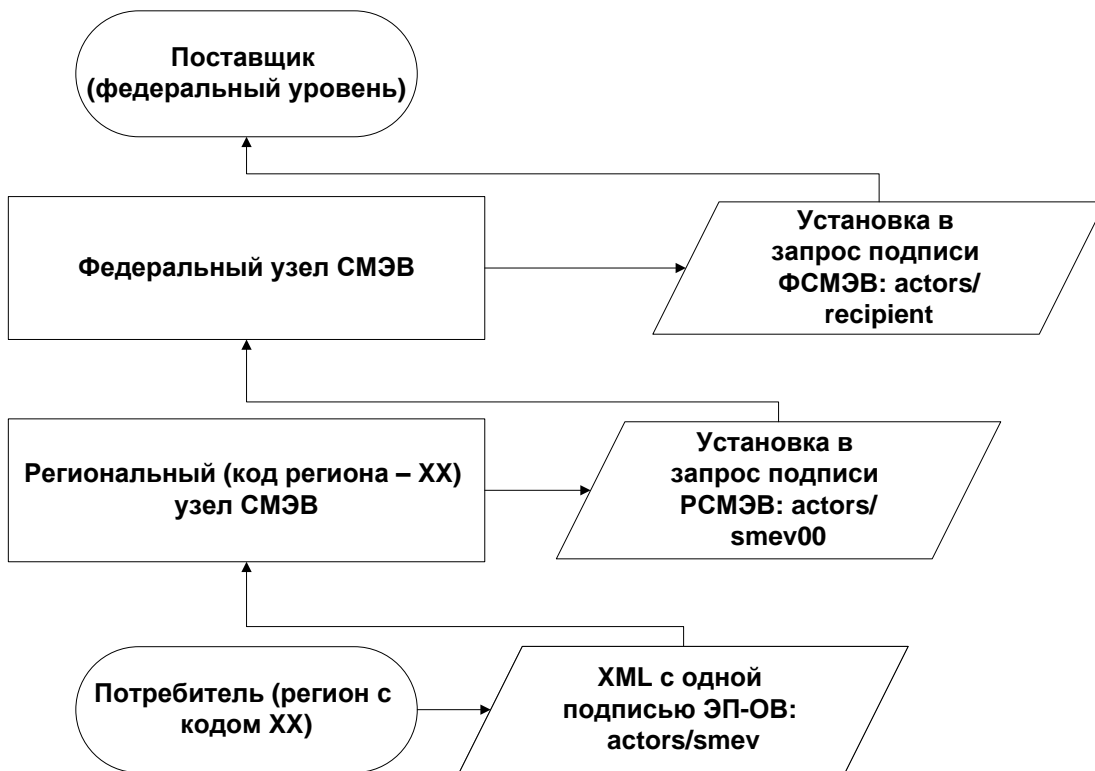 Поставщик
(федеральный уровень)
Федеральный узел СМЭВ
Установка в
запрос подписи
ФСМЭВ: actors/
recipient
Региональный (код региона – XX)
узел СМЭВ
Установка в
запрос подписи
РСМЭВ: actors/
smev00
Потребитель (регион с
кодом XX)
XML с одной
подписью ЭП-ОВ:
actors/smev